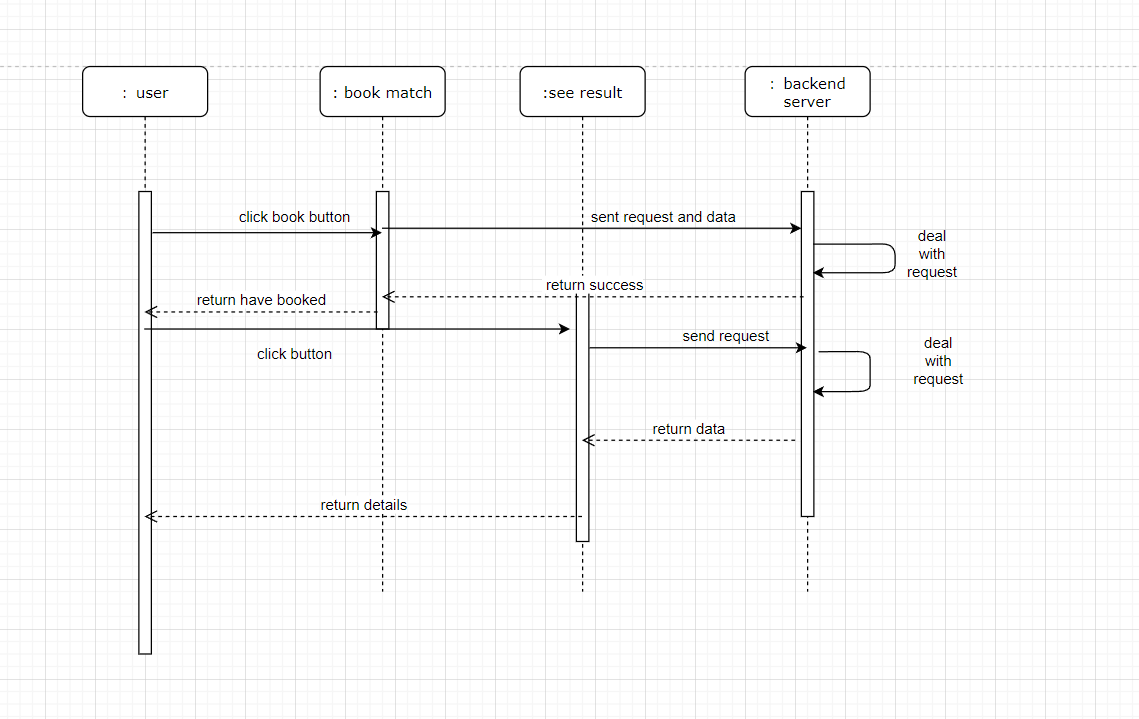 : user
: book match
:see result
: backend
server
click book button
sent request and data
deal
with
request
return success
return have booked
click button
send request
deal
with
request
return data
return details